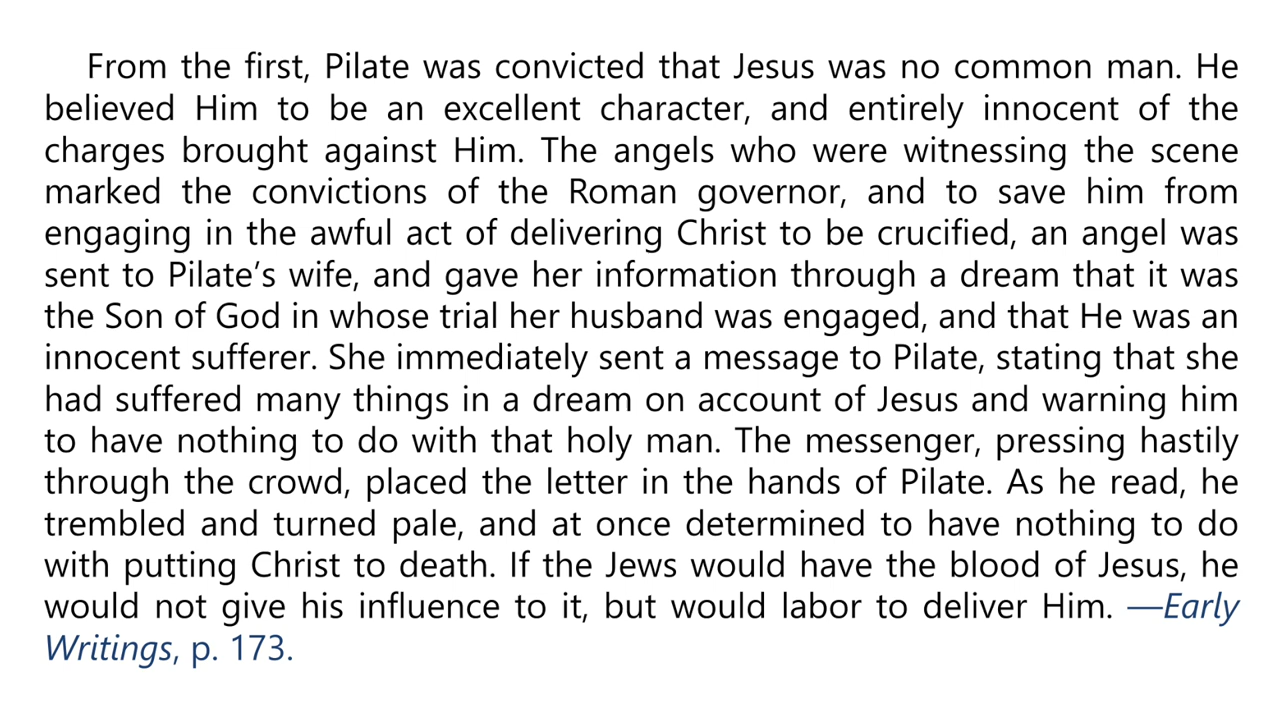 From the first, Pilate was convicted that Jesus was no common man. He
believed Him to be an excellent character, and entirely innocent of the
charges brought against Him. The angels who were witnessing the scene
marked the convictions of the Roman governor, and to save him from
engaging in the awful act of delivering Christ to be crucified, an angel was
sent to Pilate’s wife, and gave her information through a dream that it was
the Son of God in whose trial her husband was engaged, and that He was an
innocent sufferer. She immediately sent a message to Pilate, stating that she
had suffered many things in a dream on account of Jesus and warning him
to have nothing to do with that holy man. The messenger, pressing hastily
through the crowd, placed the letter in the hands of Pilate. As he read, he
trembled and turned pale, and at once determined to have nothing to do
with putting Christ to death. If the Jews would have the blood of Jesus, he
would not give his influence to it, but would labor to deliver Him. —Early
Writings, p. 173.